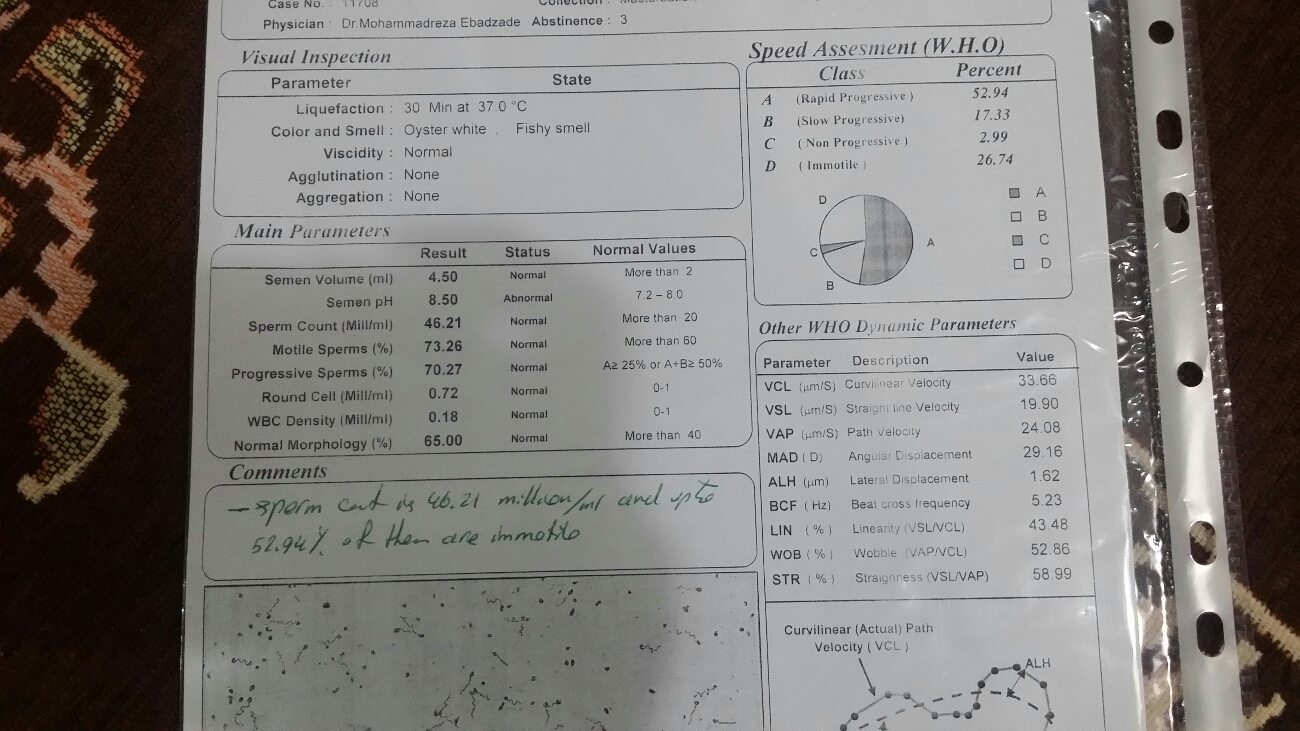 Case No. : 11708
Physician : Dr.Mohammadreza Ebadzade Abstinence : 3
Visual Inspection
Parameter State
Liquefaction : 30 Min at 37.0 °C
Color and Smell : Oyster white . Fishy smell
Viscidity : Normal
Agglutination : None
Aggregation : None
Main Parameters
Result Status Normal Values
Semen Volume (ml) 4.50 Normal More than 2
Semen pH 8.50 Abnormal 7.2 – 8.0
Sperm Count (Mill/ml) 46.21 Normal More than 20
Motile Sperms (%) 73.26 Normal More than 60
Progressive Sperms (%) 70.27 Normal A≥ 25% or A+B≥ 50%
Round Cell (Mill/ml) 0.72 Normal 0-1
WBC Density (Mill/ml) 0.18 Normal 0-1
Normal Morphology (%) 65.00 Normal More than 40
Comments
– sperm cont is 46.21 million/ml and upto
52.94% of them are immotile
Speed Assesment (W.H.O)
Class Percent
A (Rapid Progressive ) 52.94
B (Slow Progressive) 17.33
C ( Non Progressive ) 2.99
D ( Immotile ) 26.74
D
A
C
B
A
B
C
D
Other WHO Dynamic Parameters
Parameter Description Value
VCL (µm/S) Curvilinear Velocity 33.66
VSL (µm/S) Straight line Velocity 19.90
VAP (µm/S) Path Velocity 24.08
MAD ( D) Angular Displacement 29.16
ALH (µm) Lateral Displacement 1.62
BCF ( Hz) Beat cross frequency 5.23
LIN ( % ) Linearity (VSL/VCL) 43.48
WOB ( % ) Wobble (VAP/VCL) 52.86
STR ( % ) Straighness (VSL/VAP) 58.99
Curvilinear (Actual) Path
Velocity ( VCL )
ALH